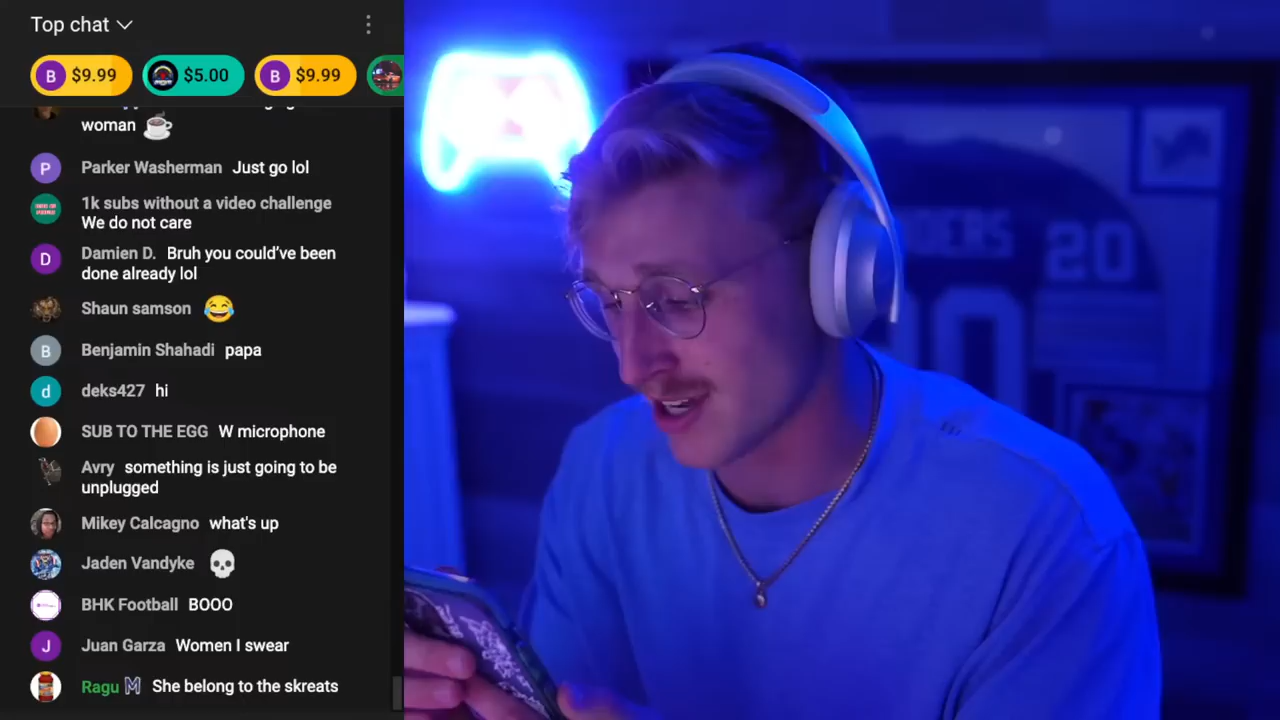 Top chat
B $9.99 $5.00 B $9.99
woman
P Parker Washerman Just go lol
1k subs without a video challenge
We do not care
D Damien D. Bruh you could’ve been
done already lol
Shaun samson 😂
B Benjamin Shahadi papa
d deks427 hi
SUB TO THE EGG W microphone
Avry something is just going to be
unplugged
Mikey Calcagno what's up
Jaden Vandyke 💀
BHK Football BOOO
J Juan Garza Women I swear
Ragu M She belong to the skreats
20